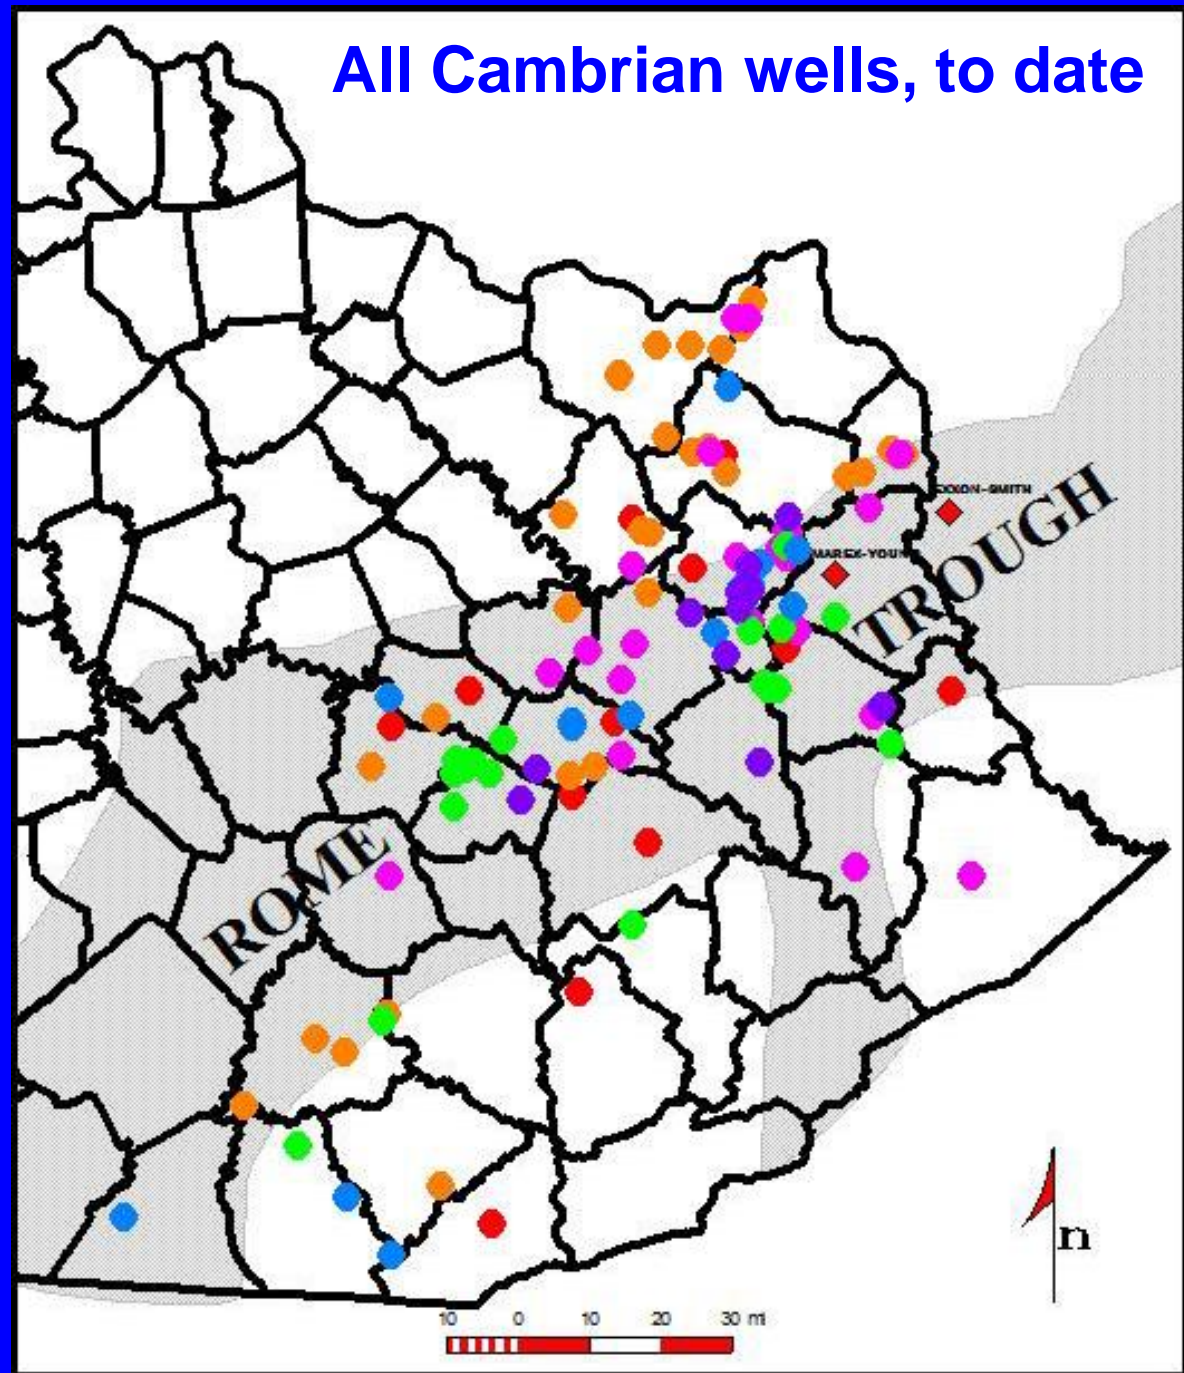 All Cambrian wells, to date
EXXON-SMITH
MAREX-YOUNG
TROUGH
ROME
n
10 0 10 20 30 mi